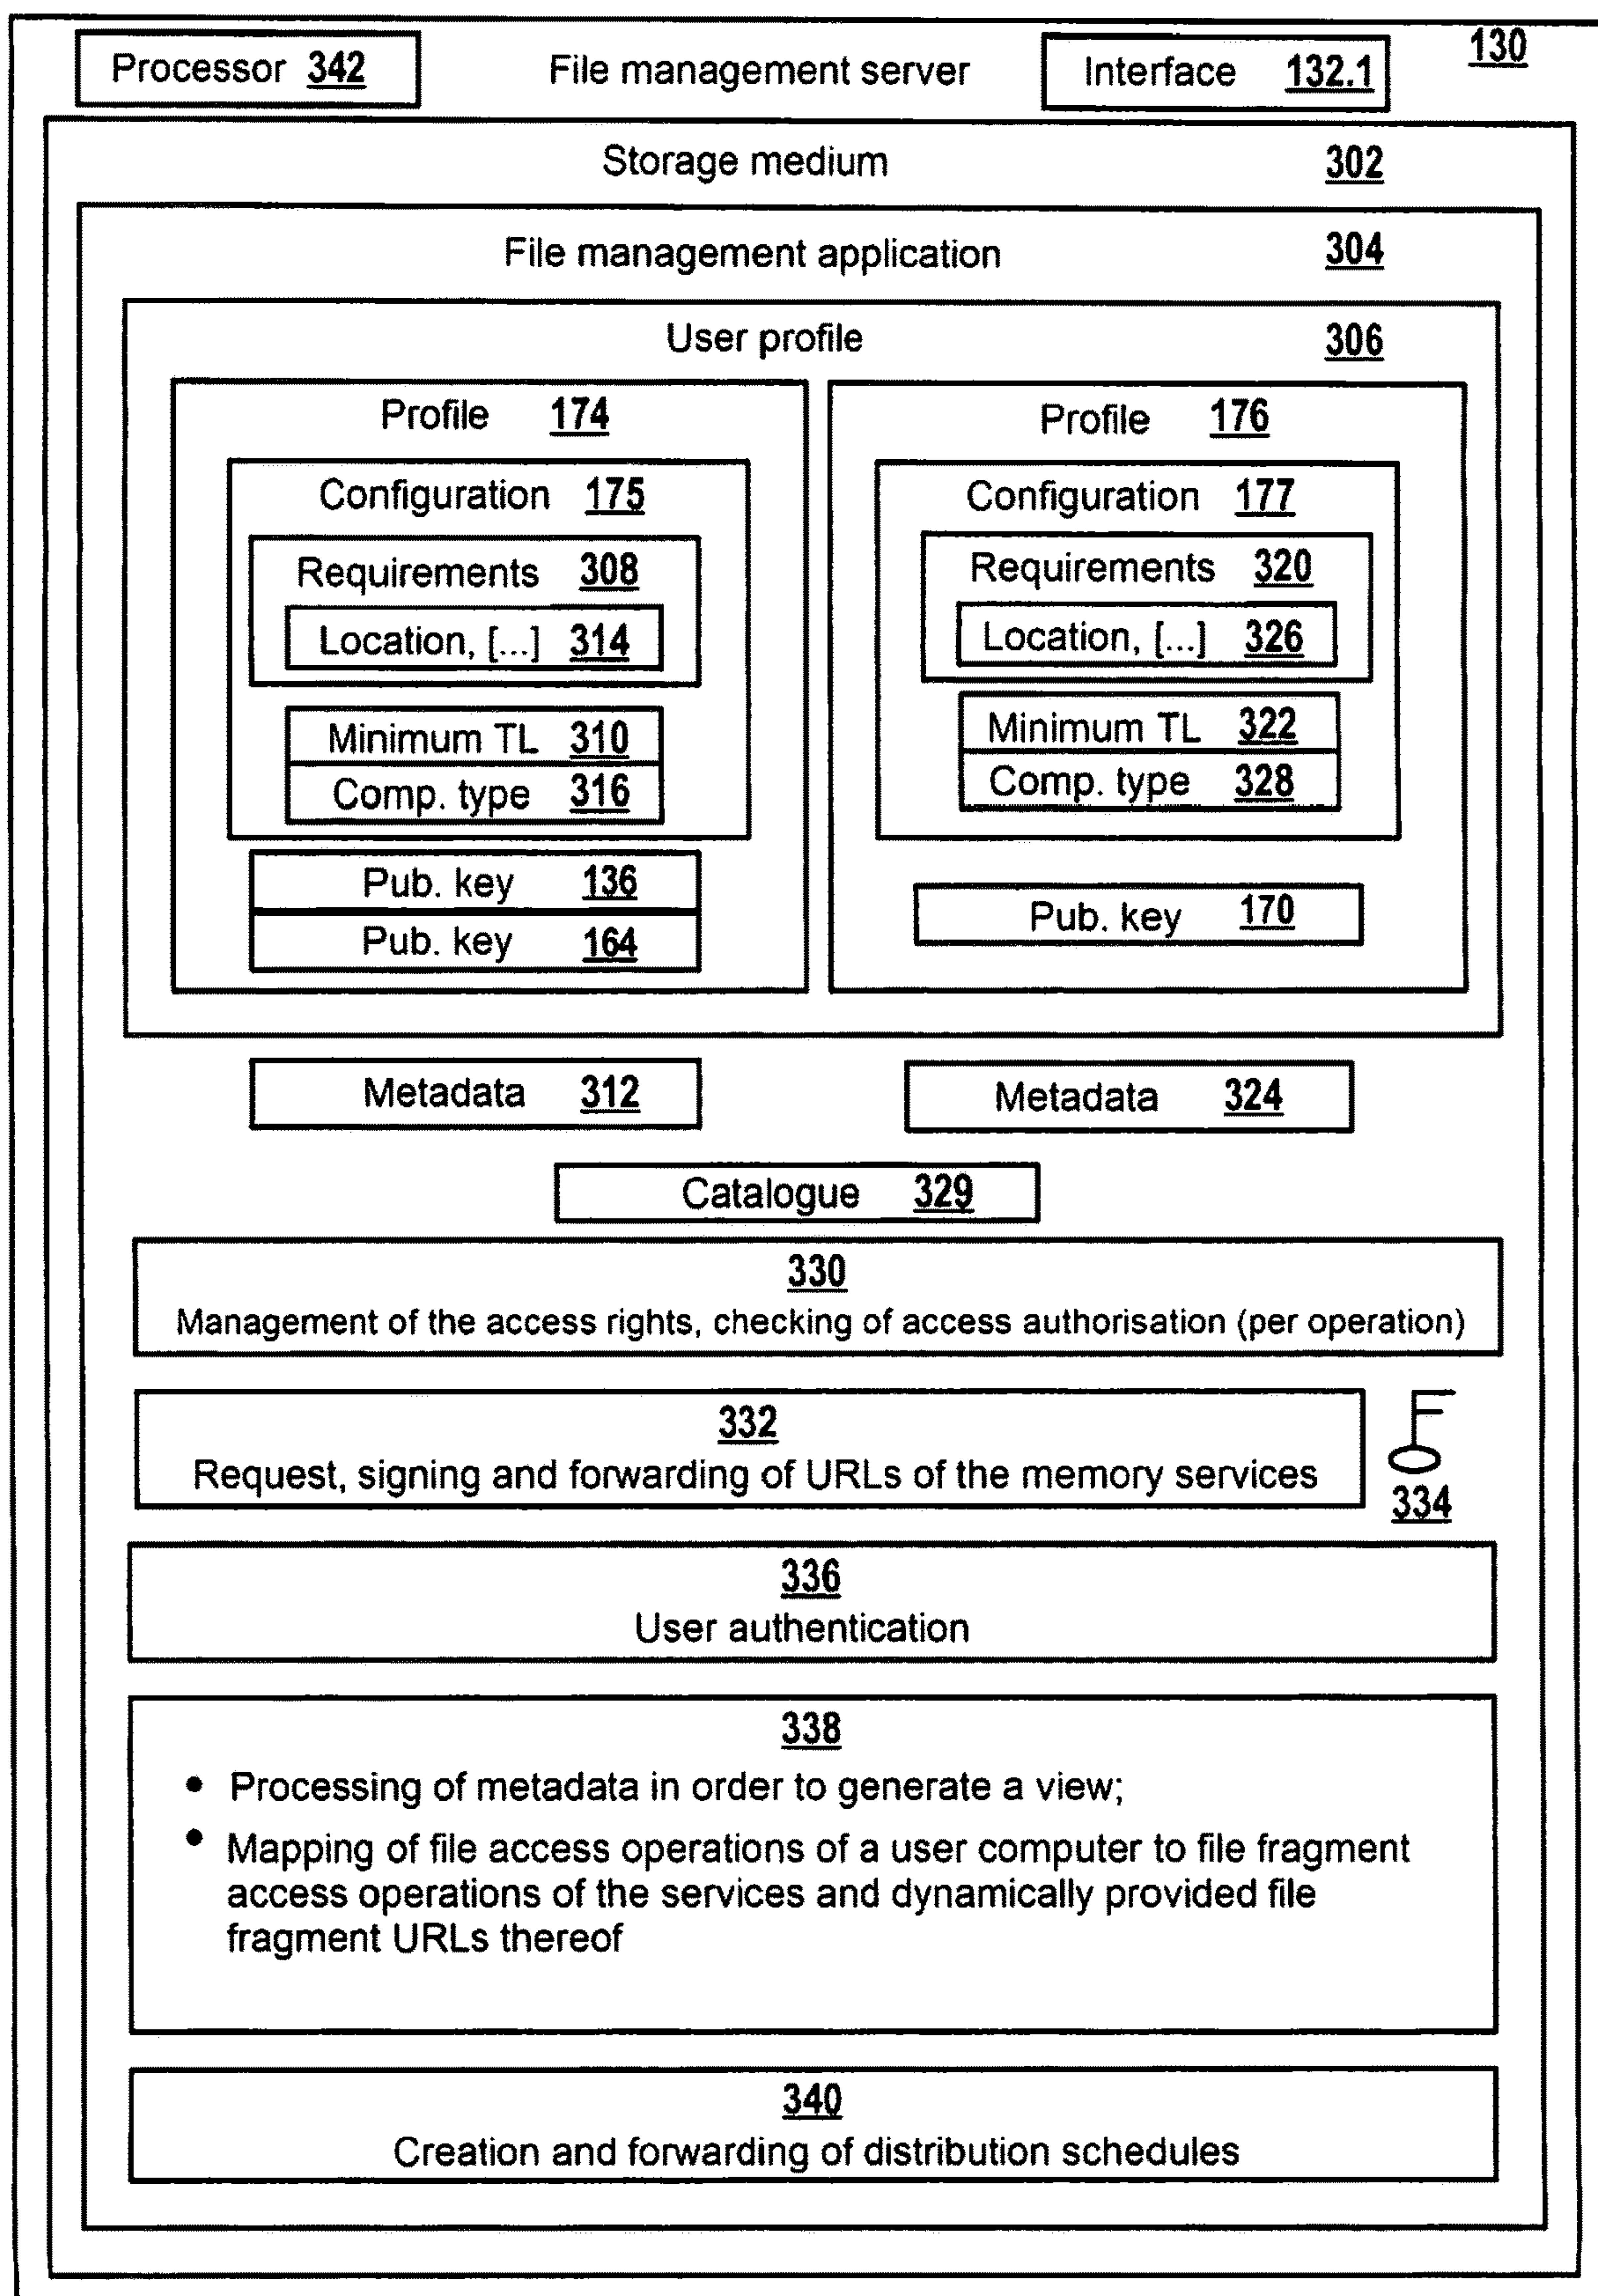 Processor 342 File management server Interface 132.1 130
Storage medium 302
File management application 304
User profile 306
Profile 174
Configuration 175
Requirements 308
Location, [...] 314
Minimum TL 310
Comp. type 316
Pub. key 136
Pub. key 164
Profile 176
Configuration 177
Requirements 320
Location, [...] 326
Minimum TL 322
Comp. type 328
Pub. key 170
Metadata 312
Metadata 324
Catalogue 329
330
Management of the access rights, checking of access authorisation (per operation)
332
Request, signing and forwarding of URLs of the memory services
334
336
User authentication
338
• Processing of metadata in order to generate a view;
• Mapping of file access operations of a user computer to file fragment
access operations of the services and dynamically provided file
fragment URLs thereof
340
Creation and forwarding of distribution schedules